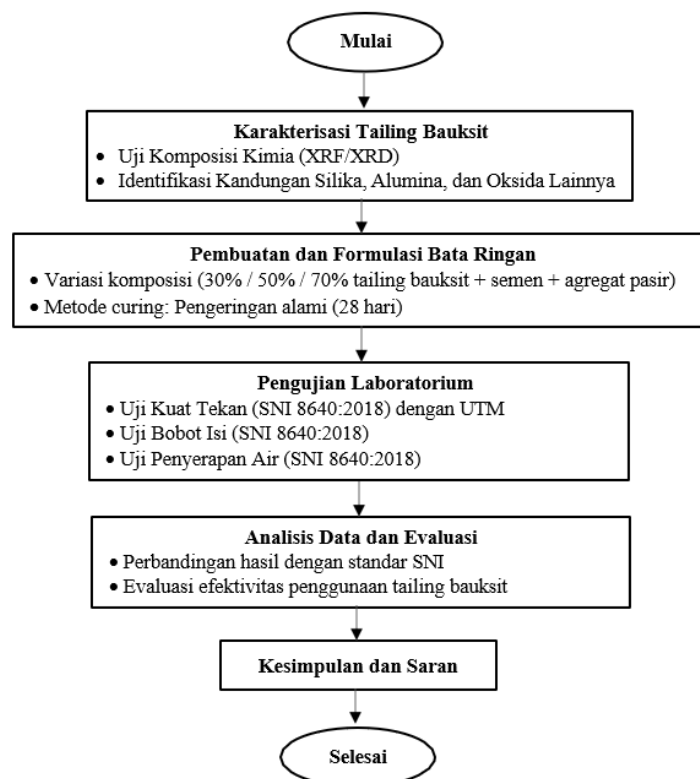 Mulai
Karakterisasi Tailing Bauksit
• Uji Komposisi Kimia (XRF/XRD)
• Identifikasi Kandungan Silika, Alumina, dan Oksida Lainnya
Pembuatan dan Formulasi Bata Ringan
• Variasi komposisi (30% / 50% / 70% tailing bauksit + semen + agregat pasir)
• Metode curing: Pengeringan alami (28 hari)
Pengujian Laboratorium
• Uji Kuat Tekan (SNI 8640:2018) dengan UTM
• Uji Bobot Isi (SNI 8640:2018)
• Uji Penyerapan Air (SNI 8640:2018)
Analisis Data dan Evaluasi
• Perbandingan hasil dengan standar SNI
• Evaluasi efektivitas penggunaan tailing bauksit
Kesimpulan dan Saran
Selesai